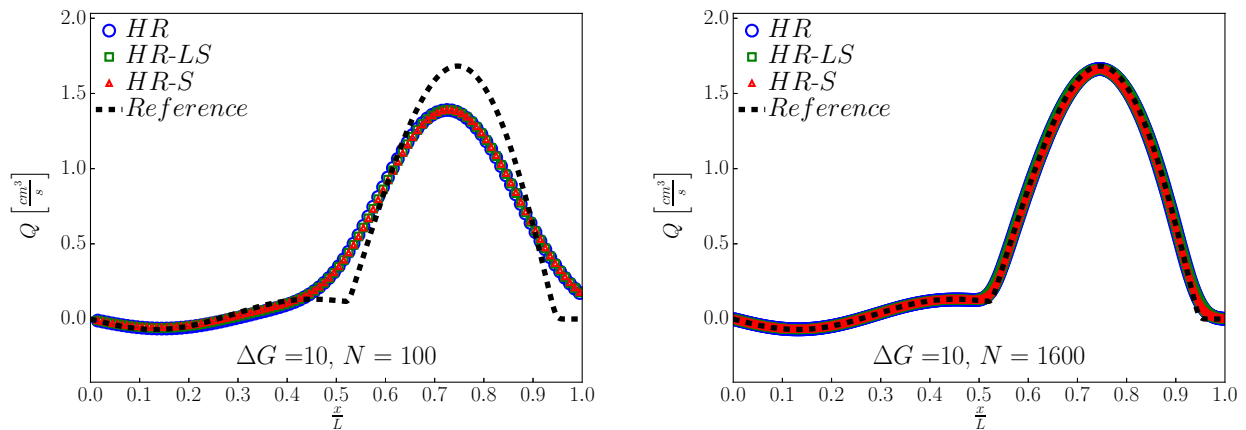 2.0
1.5
1.0
0.5
0.0
Q [cm³/s]
HR
HR-LS
HR-S
Reference
ΔG =10, N = 100
0.0 0.1 0.2 0.3 0.4 0.5 0.6 0.7 0.8 0.9 1.0
x/L
2.0
1.5
1.0
0.5
0.0
Q [cm³/s]
HR
HR-LS
HR-S
Reference
ΔG =10, N = 1600
0.0 0.1 0.2 0.3 0.4 0.5 0.6 0.7 0.8 0.9 1.0
x/L